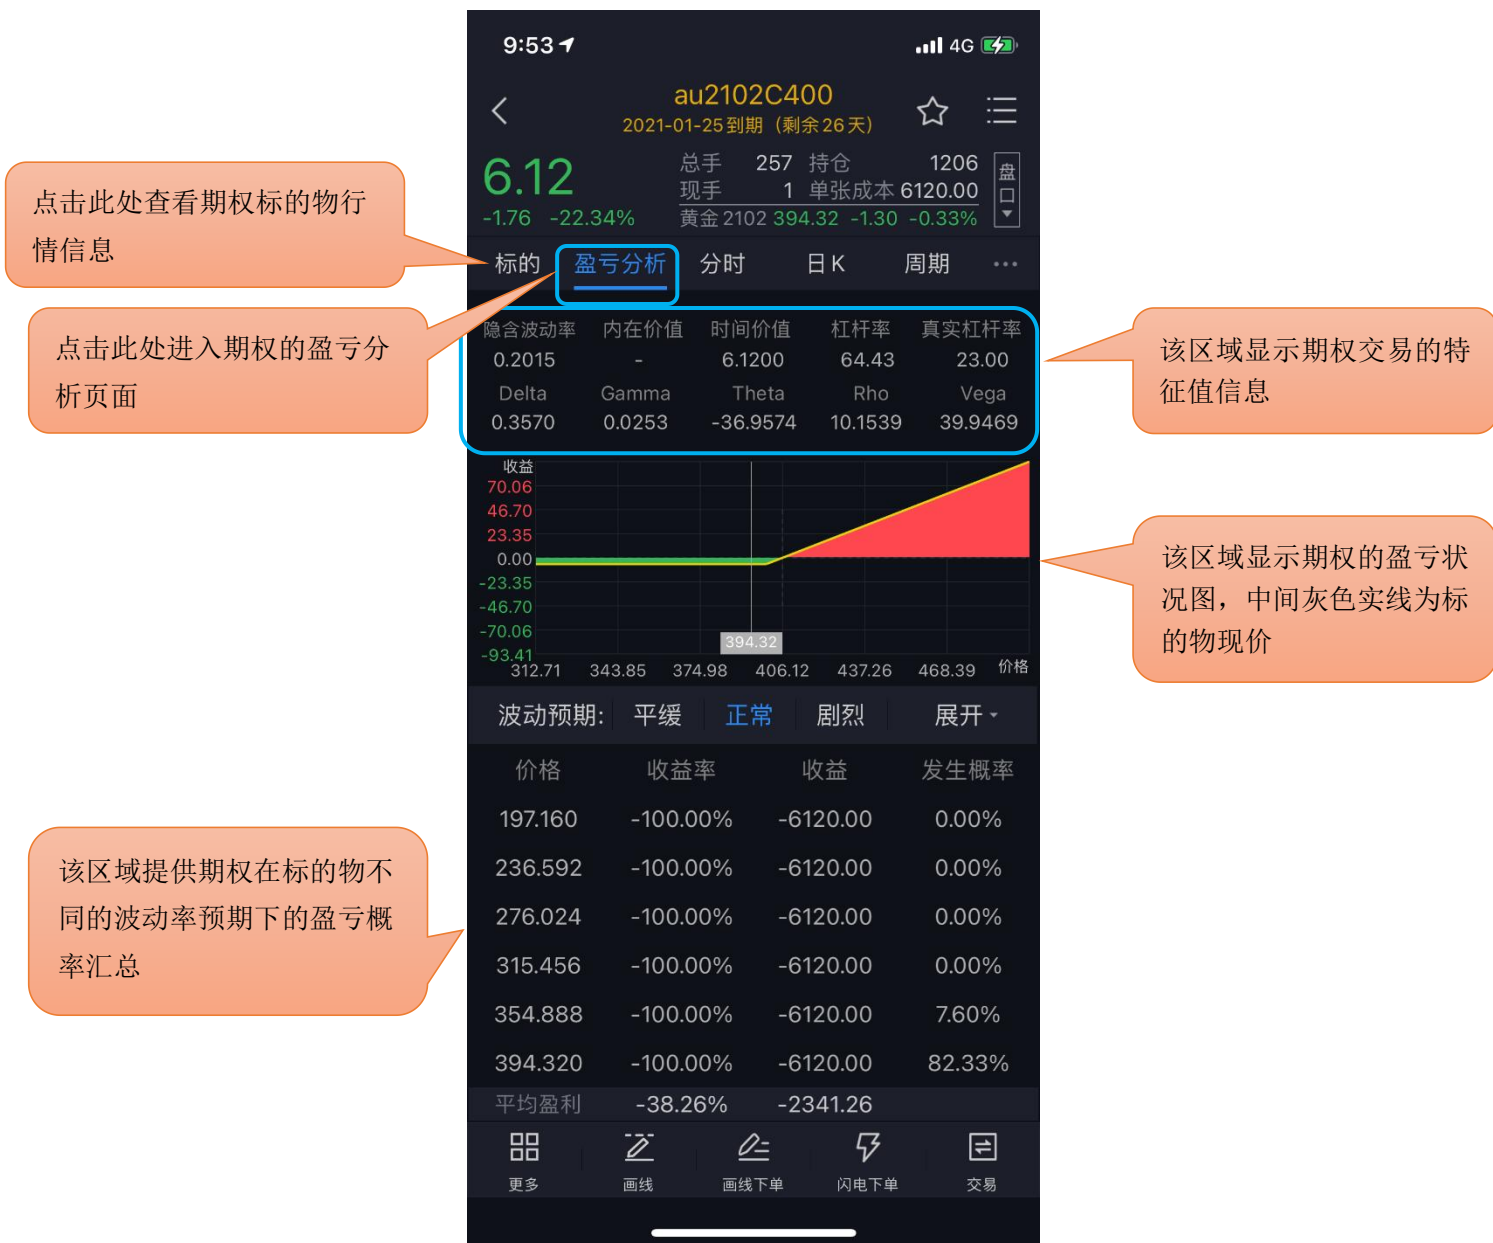 9:53
4G
au2102C400
2021-01-25到期（剩余26天）
6.12
-1.76 -22.34%
总手 257 持仓 1206
现手 1 单张成本 6120.00
黄金2102 394.32 -1.30 -0.33%
盘口
标的 盈亏分析 分时 日K 周期 ...
隐含波动率 内在价值 时间价值 杠杆率 真实杠杆率
0.2015 - 6.1200 64.43 23.00
Delta Gamma Theta Rho Vega
0.3570 0.0253 -36.9574 10.1539 39.9469
收益
70.06
46.70
23.35
0.00
-23.35
-46.70
-70.06
-93.41
394.32
312.71 343.85 374.98 406.12 437.26 468.39 价格
波动预期: 平缓 正常 剧烈 展开
价格 收益率 收益 发生概率
197.160 -100.00% -6120.00 0.00%
236.592 -100.00% -6120.00 0.00%
276.024 -100.00% -6120.00 0.00%
315.456 -100.00% -6120.00 0.00%
354.888 -100.00% -6120.00 7.60%
394.320 -100.00% -6120.00 82.33%
平均盈利 -38.26% -2341.26
更多 画线 画线下单 闪电下单 交易
点击此处查看期权标的物行
情信息
点击此处进入期权的盈亏分
析页面
该区域提供期权在标的物不
同的波动率预期下的盈亏概
率汇总
该区域显示期权交易的特
征值信息
该区域显示期权的盈亏状
况图，中间灰色实线为标
的物现价